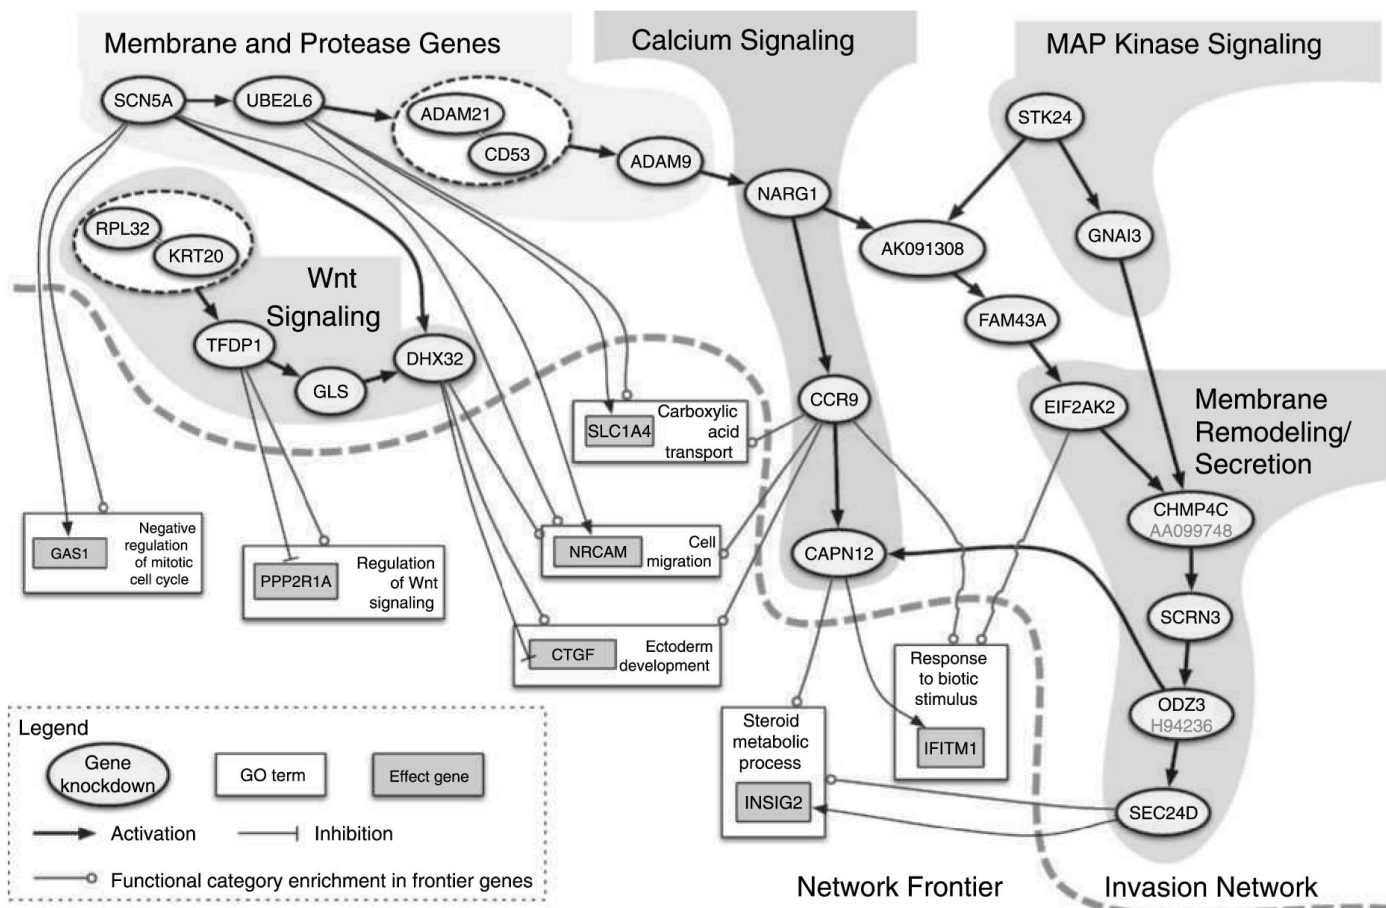 Membrane and Protease Genes
Calcium Signaling
MAP Kinase Signaling
SCN5A
UBE2L6
ADAM21
CD53
ADAM9
NARG1
STK24
AK091308
GNAI3
RPL32
KRT20
Wnt
Signaling
FAM43A
TFDP1
GLS
DHX32
CCR9
EIF2AK2
Membrane
Remodeling/
Secretion
SLC1A4
Carboxylic
acid
transport
CHMP4C
AA099748
GAS1
Negative
regulation
of mitotic
cell cycle
PPP2R1A
Regulation
of Wnt
signaling
NRCAM
Cell
migration
CAPN12
SCRN3
CTGF
Ectoderm
development
Response
to biotic
stimulus
IFITM1
ODZ3
H94236
Steroid
metabolic
process
INSIG2
SEC24D
Legend
Gene
knockdown
GO term
Effect gene
Activation
Inhibition
Functional category enrichment in frontier genes
Network Frontier
Invasion Network